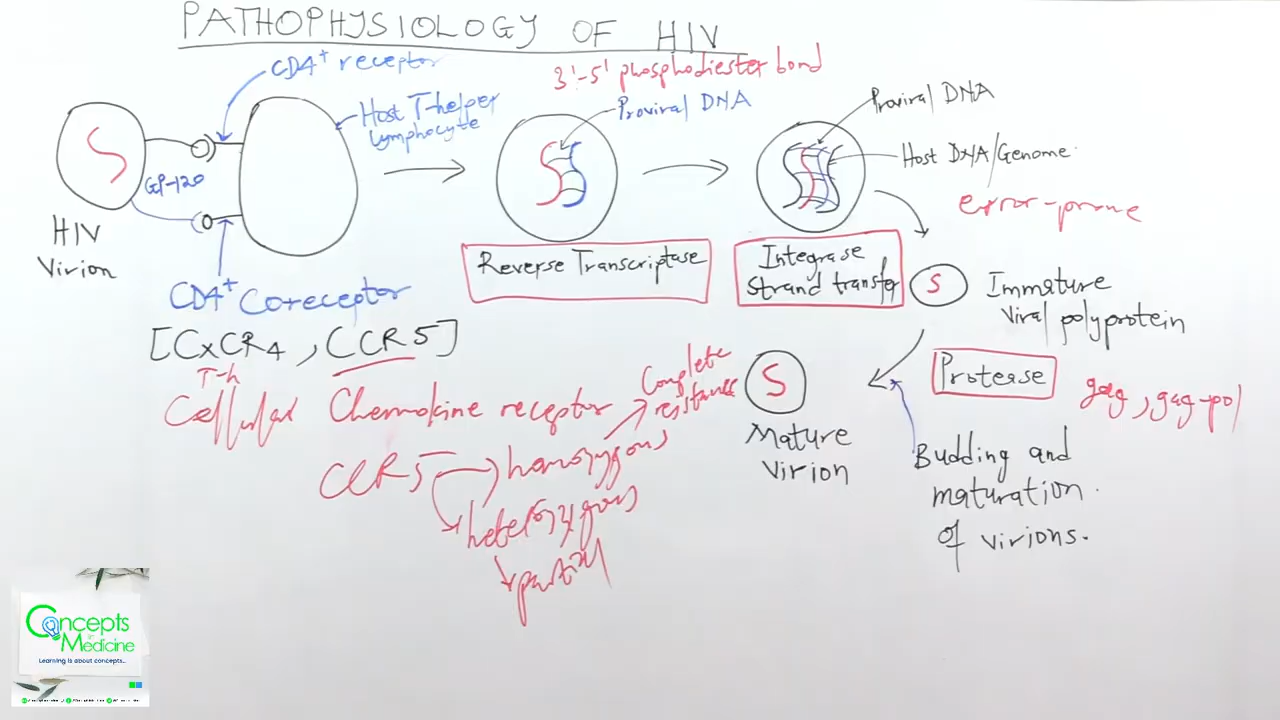 PATHOPHYSIOLOGY OF HIV
CD4+ receptor
3'-5' phosphodiester bond
Proviral DNA
Proviral DNA
Host T-helper
lymphocyte
Host DNA/Genome
GP-120
error-prone
HIV
Virion
Reverse Transcriptase
Integrase
Strand transfer
S
Immature
Viral polyprotein
CD4+ Coreceptor
[CXCR4, CCR5]
T-h
Cellular Chemokine receptor
Complete
resistance
S
Protease
gag, gag-pol
Mature
Virion
CCR5
homozygous
heterozygous
partial
Budding and
maturation
of virions.
Concepts
in
Medicine
Learning is about concepts...